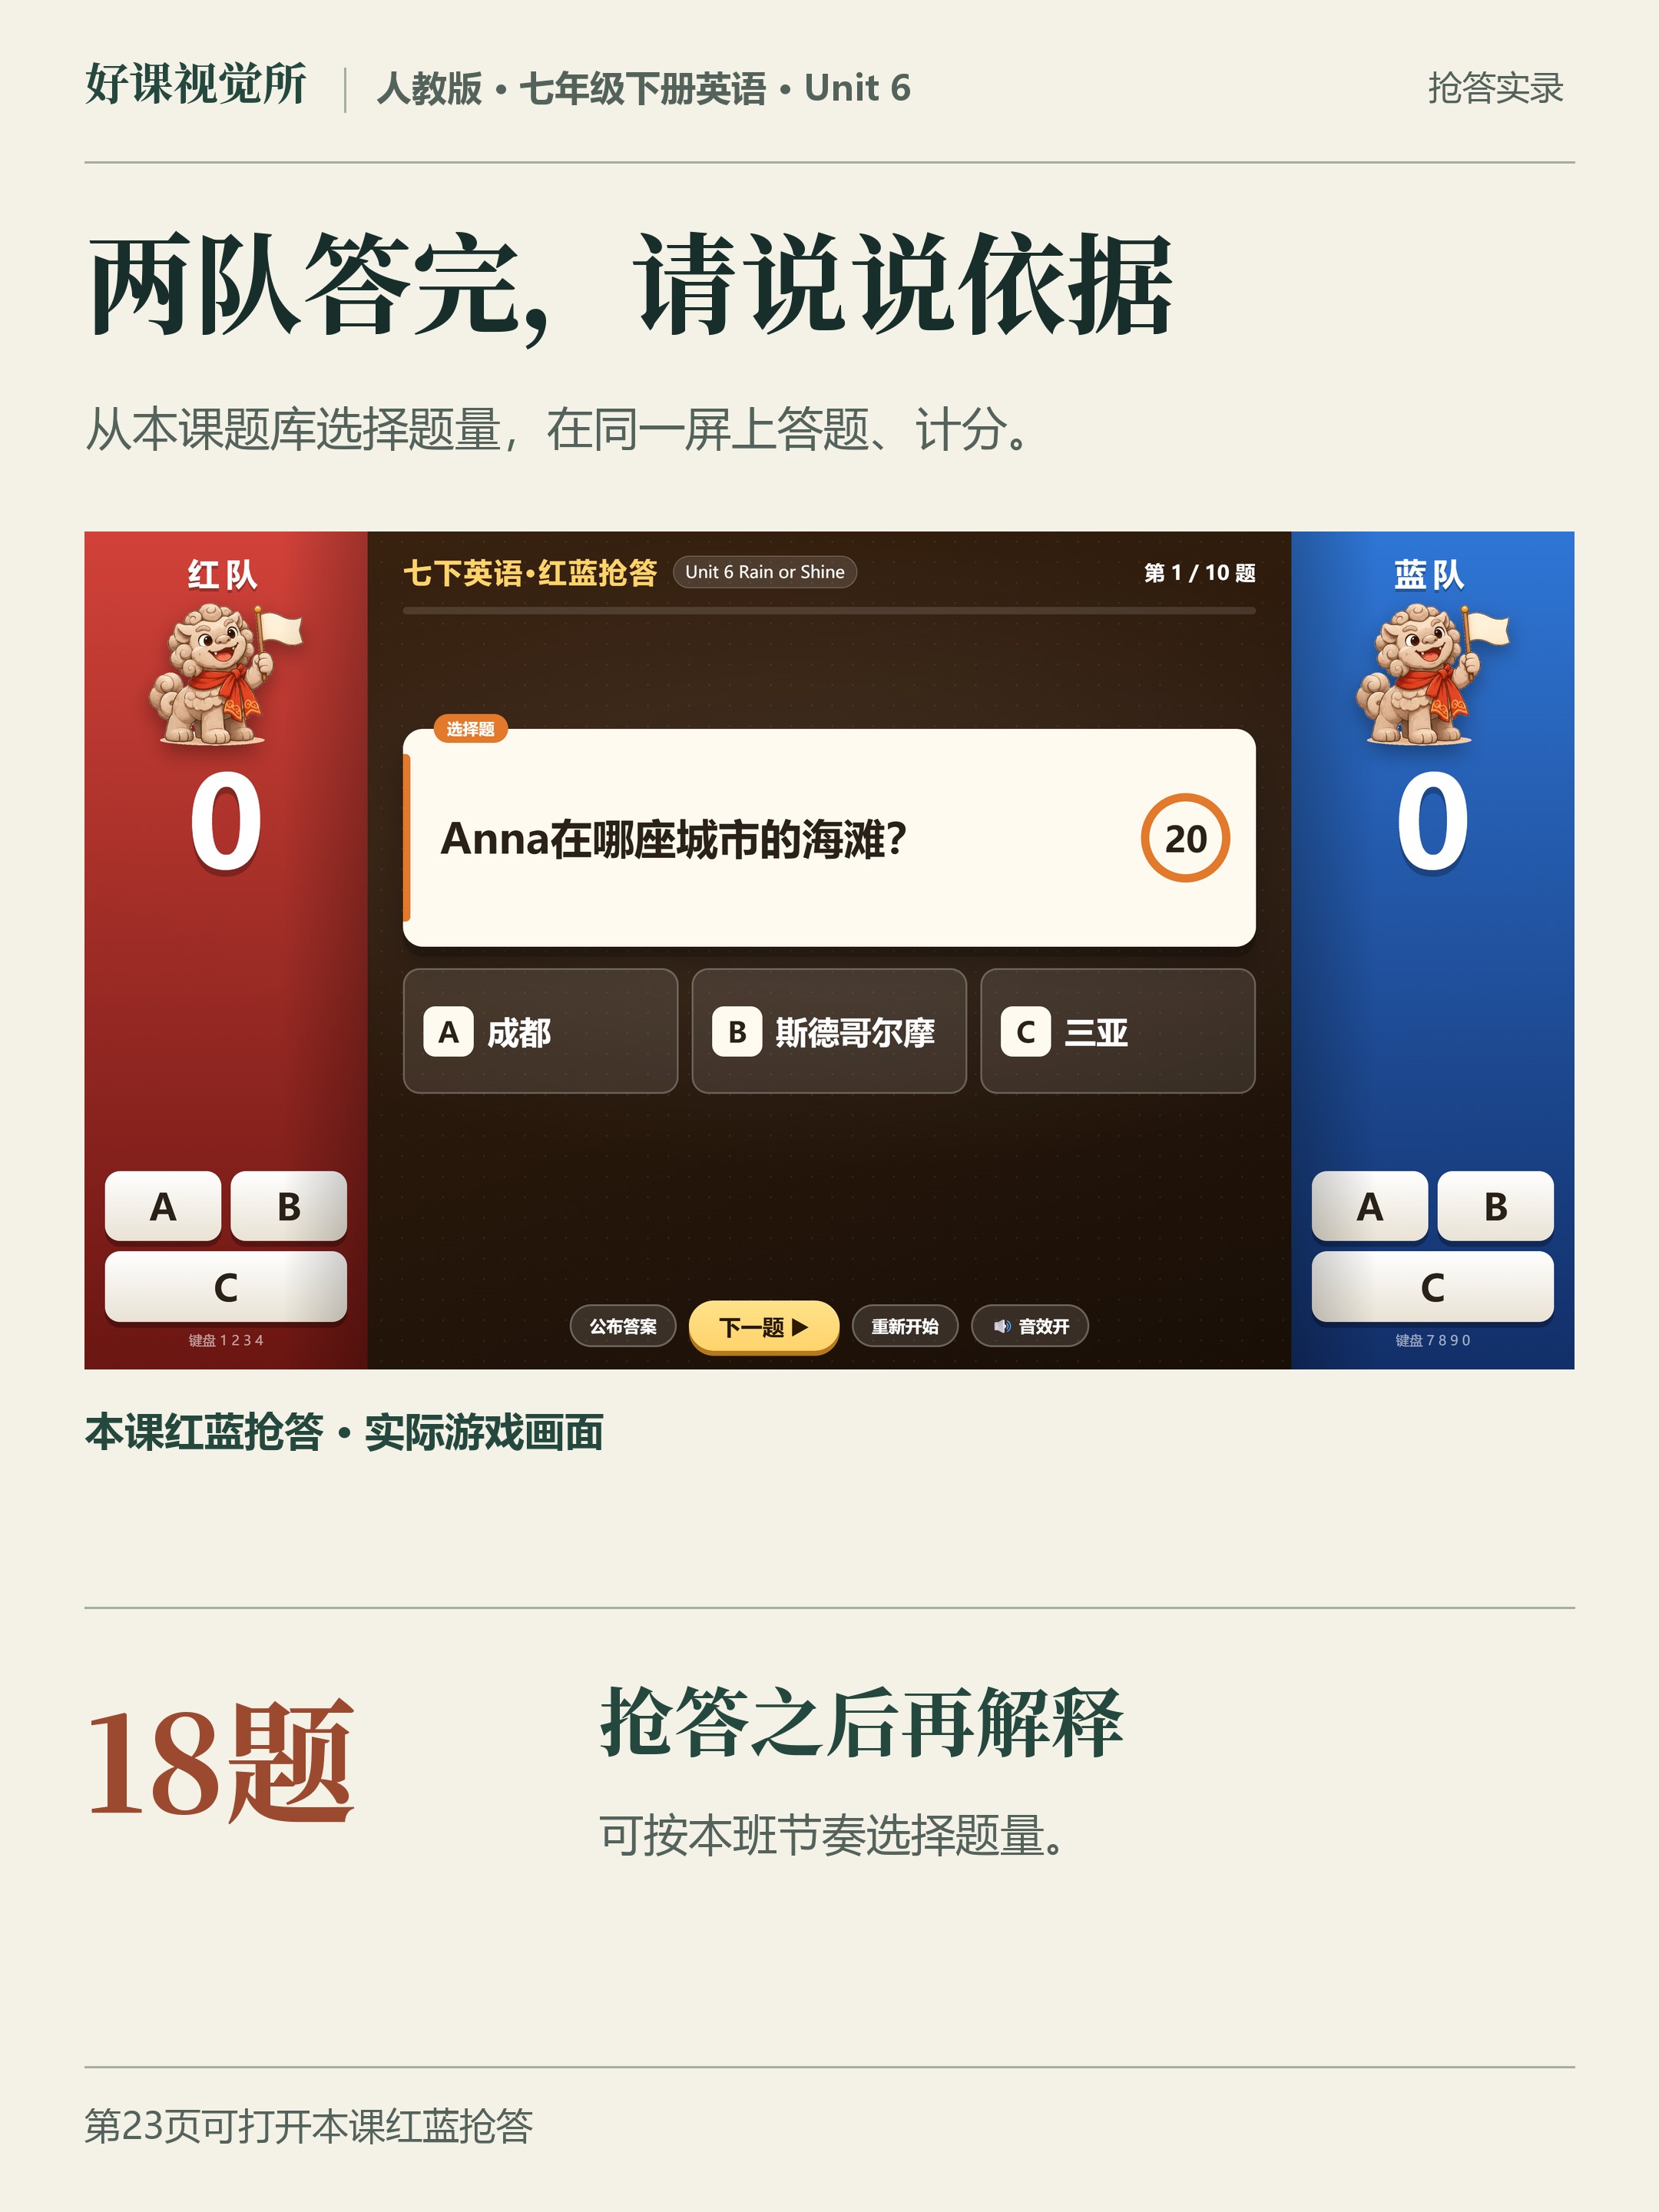 好课视觉所
人教版·七年级下册英语·Unit 6
抢答实录
两队答完，请说说依据
从本课题库选择题量，在同一屏上答题、计分。
红队
0
A
B
C
键盘 1 2 3 4
七下英语·红蓝抢答
Unit 6 Rain or Shine
第 1 / 10 题
选择题
Anna在哪座城市的海滩？
20
A 成都
B 斯德哥尔摩
C 三亚
公布答案
下一题 ▶
重新开始
🔊 音效开
蓝队
0
A
B
C
键盘 7 8 9 0
本课红蓝抢答·实际游戏画面
18题
抢答之后再解释
可按本班节奏选择题量。
第23页可打开本课红蓝抢答